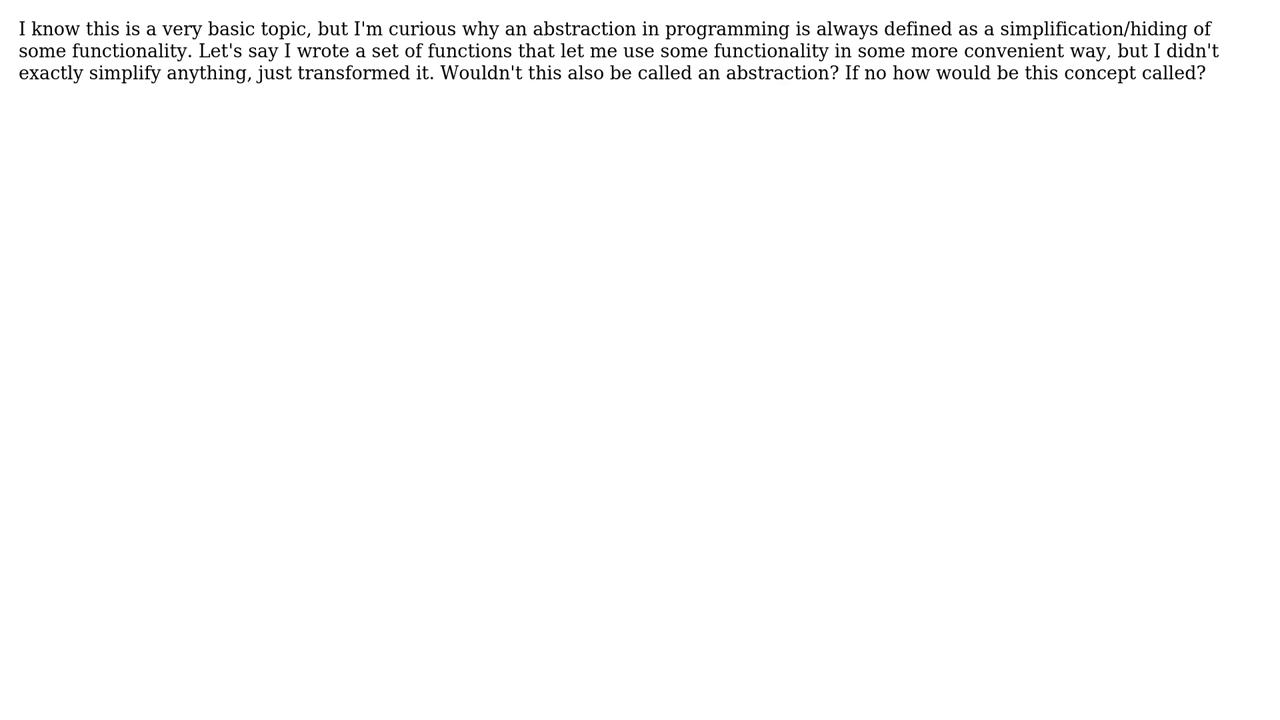 I know this is a very basic topic, but I'm curious why an abstraction in programming is always defined as a simplification/hiding of
some functionality. Let's say I wrote a set of functions that let me use some functionality in some more convenient way, but I didn't
exactly simplify anything, just transformed it. Wouldn't this also be called an abstraction? If no how would be this concept called?